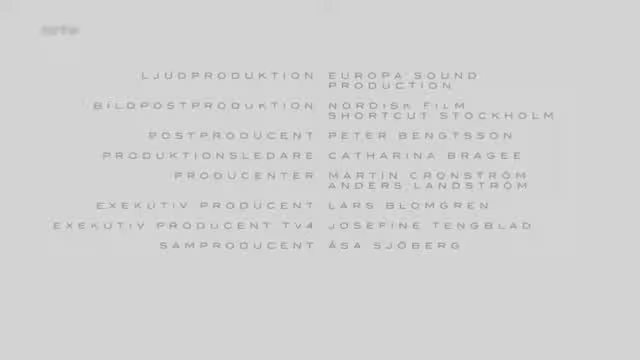 LJUDPRODUKTION EUROPA SOUND
PRODUCTION
BILDPOSTPRODUKTION NORDISK FILM
SHORTCUT STOCKHOLM
POSTPRODUCENT PETER BENGTSSON
PRODUKTIONSLEDARE CATHARINA BRAGEE
PRODUCENTER MARTIN CRONSTRÖM
ANDERS LANDSTRÖM
EXEKUTIV PRODUCENT LARS BLOMGREN
EXEKUTIV PRODUCENT TV4 JOSEFINE TENGBLAD
SAMPRODUCENT ÅSA SJÖBERG